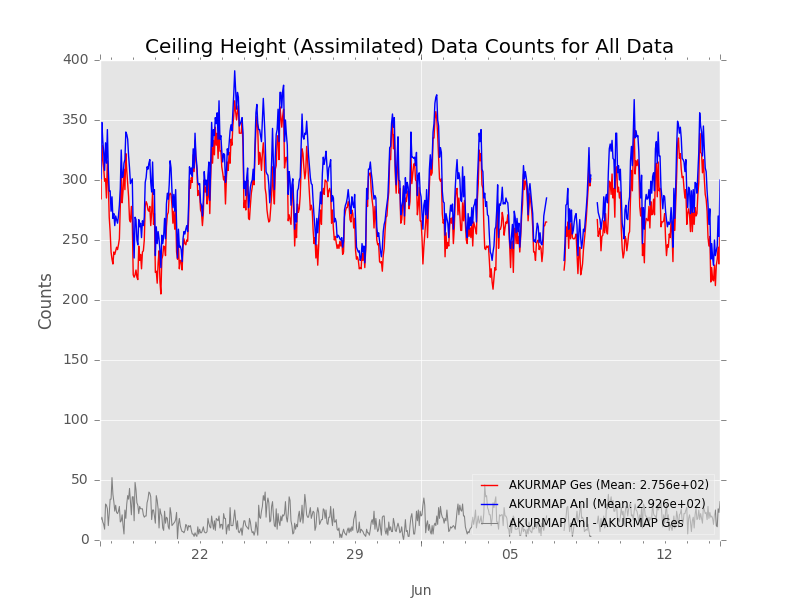 Ceiling Height (Assimilated) Data Counts for All Data
400
350
300
250
200
150
100
50
0
Counts
AKURMAP Ges (Mean: 2.756e+02)
AKURMAP Anl (Mean: 2.926e+02)
AKURMAP Anl - AKURMAP Ges
22
29
05
12
Jun